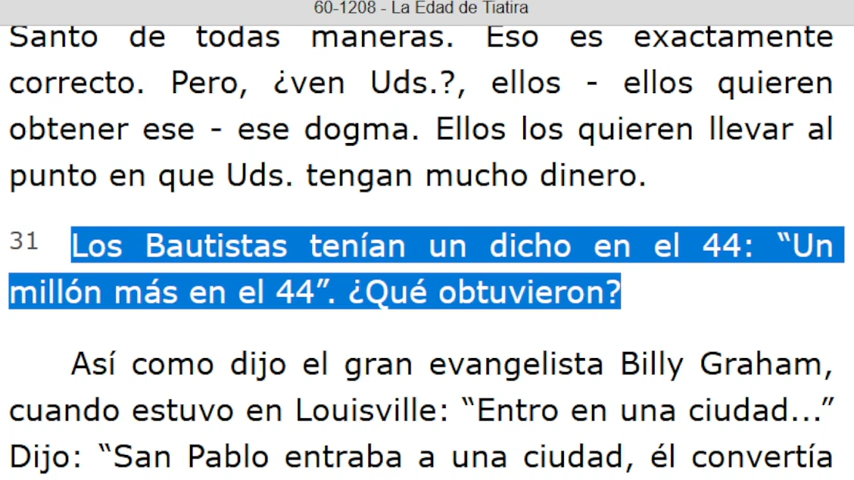 60-1208 - La Edad de Tiatira
Santo de todas maneras. Eso es exactamente
correcto. Pero, ¿ven Uds.?, ellos - ellos quieren
obtener ese - ese dogma. Ellos los quieren llevar al
punto en que Uds. tengan mucho dinero.
31 Los Bautistas tenían un dicho en el 44: “Un
millón más en el 44”. ¿Qué obtuvieron?
Así como dijo el gran evangelista Billy Graham,
cuando estuvo en Louisville: “Entro en una ciudad...”
Dijo: “San Pablo entraba a una ciudad, él convertía